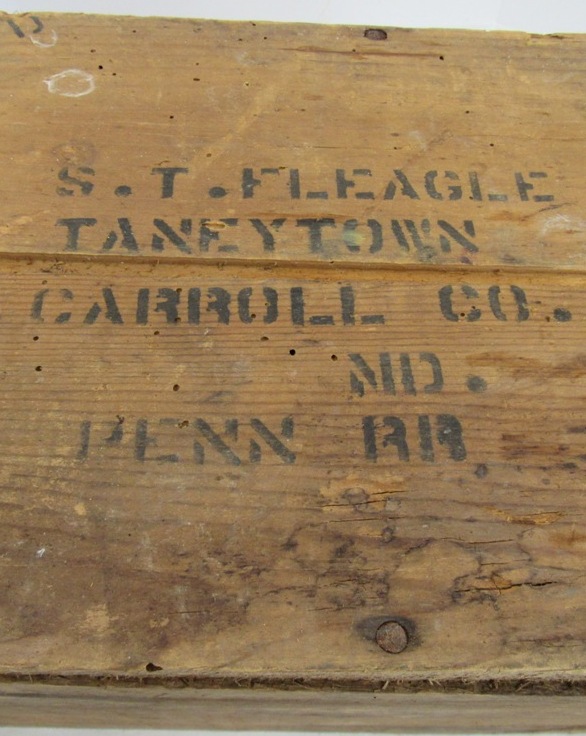 S.T.FLEAGLE
TANEYTOWN
CARROLL CO.
MD.
PENN RR